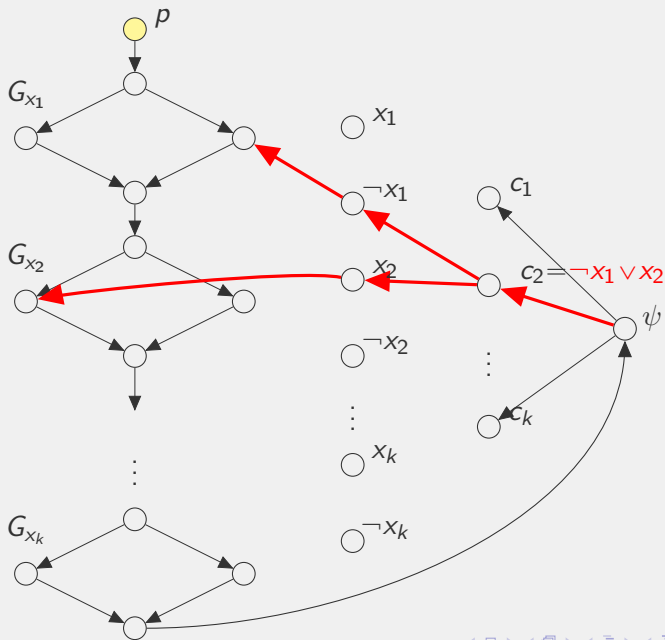 p
G_{x_1}
x_1
¬x_1
c_1
G_{x_2}
x_2
c_2 = ¬x_1 ∨ x_2
ψ
¬x_2
⋮
⋮
c_k
⋮
x_k
G_{x_k}
¬x_k